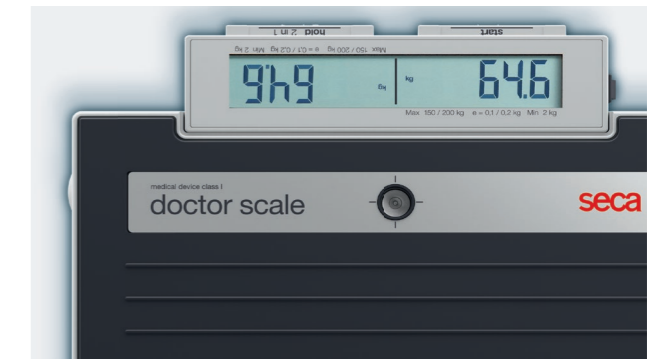 2 in 1 hold
start
Max 150 / 200 kg e = 0.1 / 0.2 kg Min 2 kg
64.6 kg
kg 64.6
Max 150 / 200 kg e = 0.1 / 0.2 kg Min 2 kg
medical device class I
doctor scale
seca